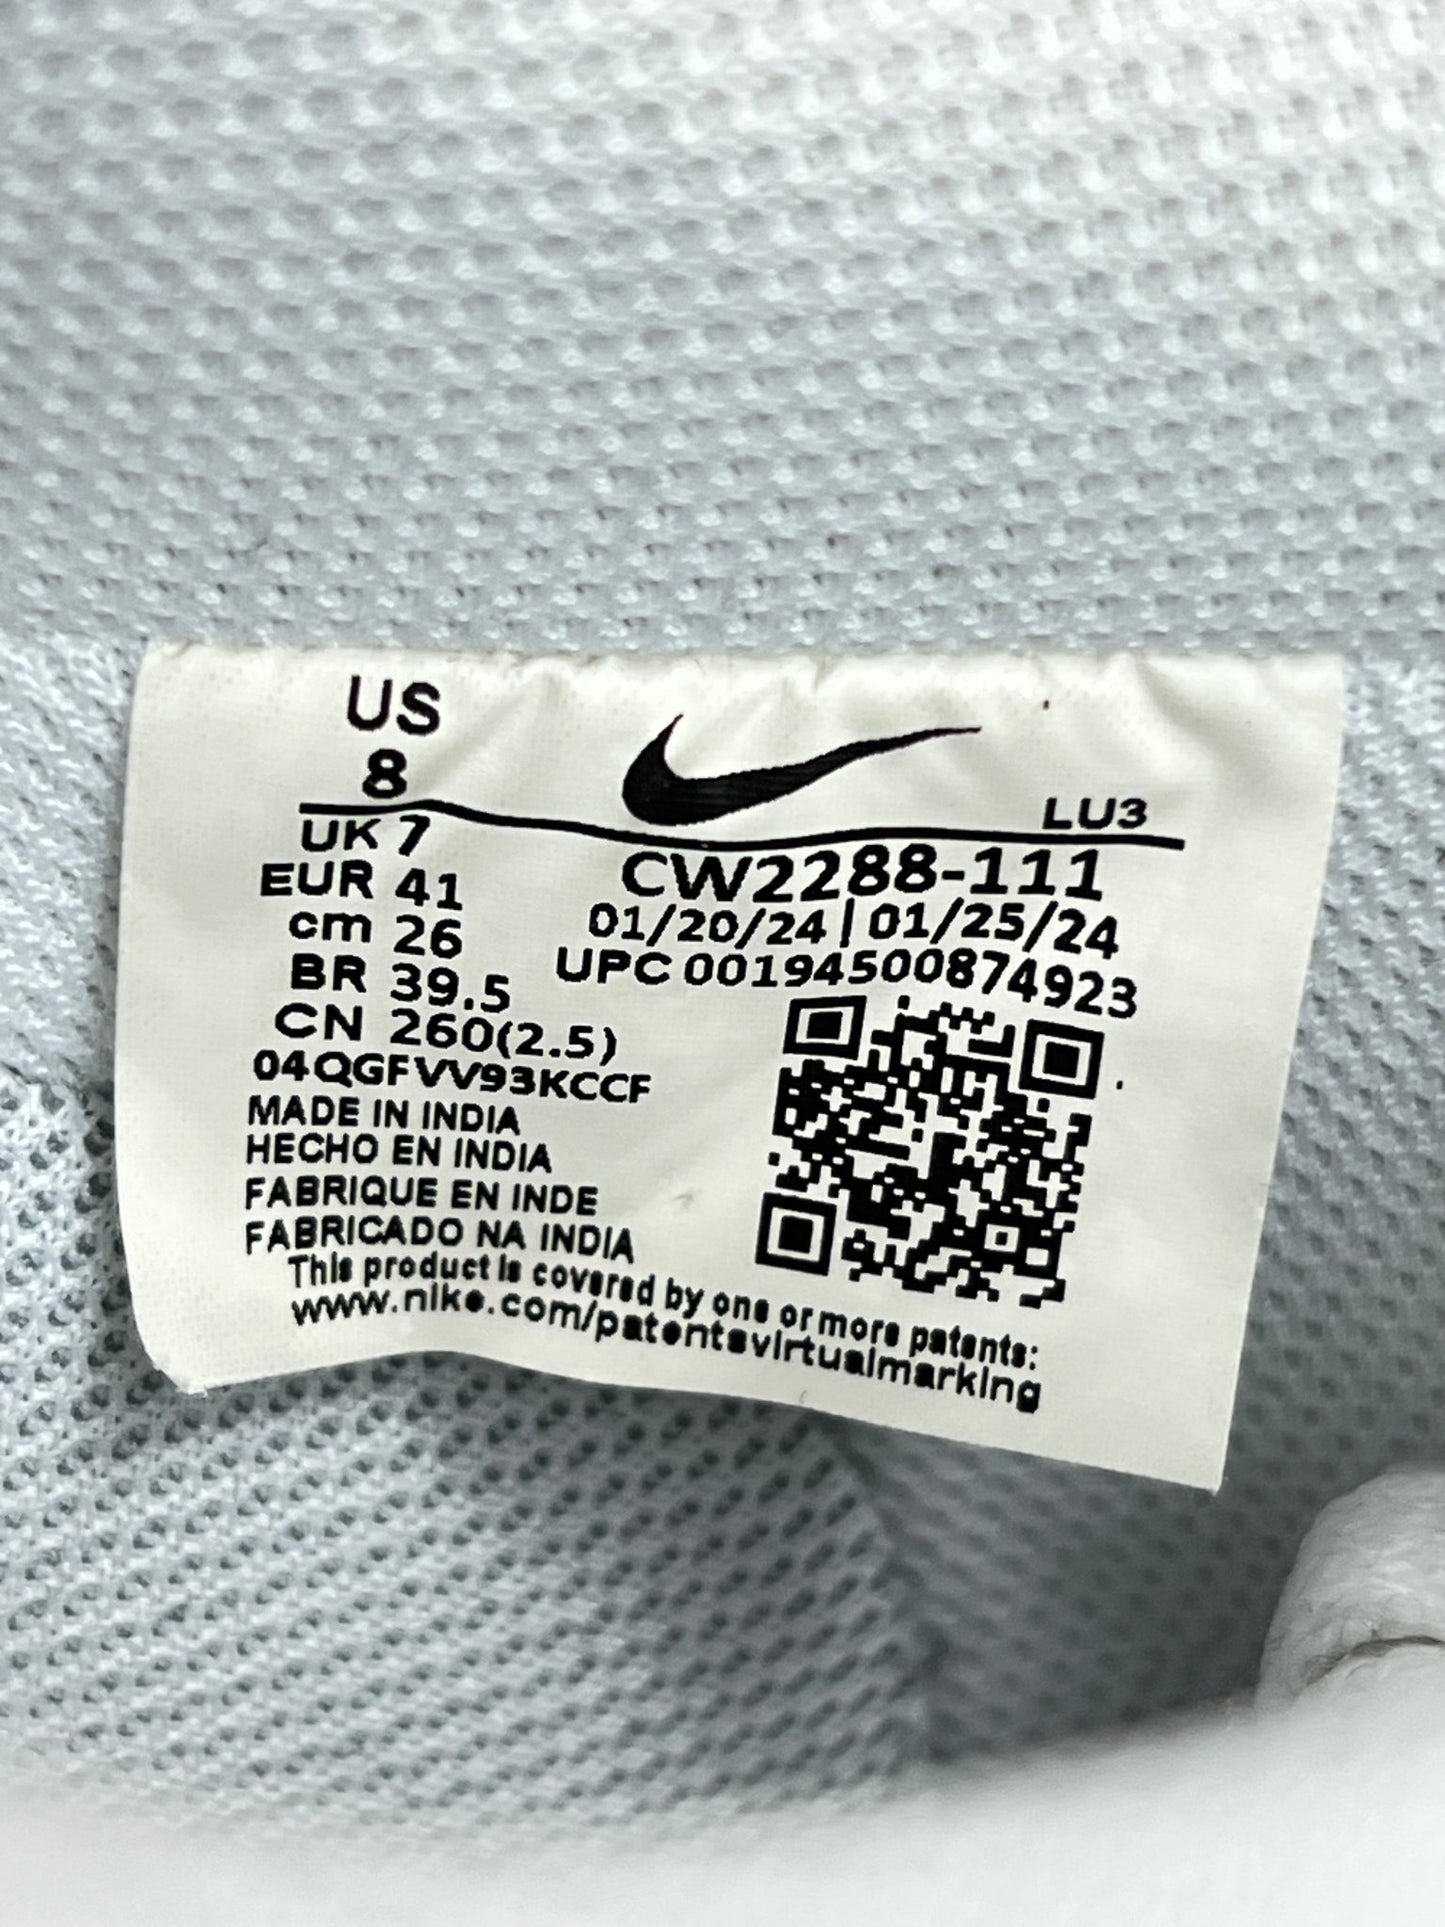 US
8
LU3
UK 7
EUR 41
cm 26
BR 39.5
CN 260(2.5)
CW2288-111
01/20/24 | 01/25/24
UPC 00194500874923
04QGFVV93KCCF
MADE IN INDIA
HECHO EN INDIA
FABRIQUE EN INDE
FABRICADO NA INDIA
This product is covered by one or more patents:
www.nike.com/patentsvirtualmarking